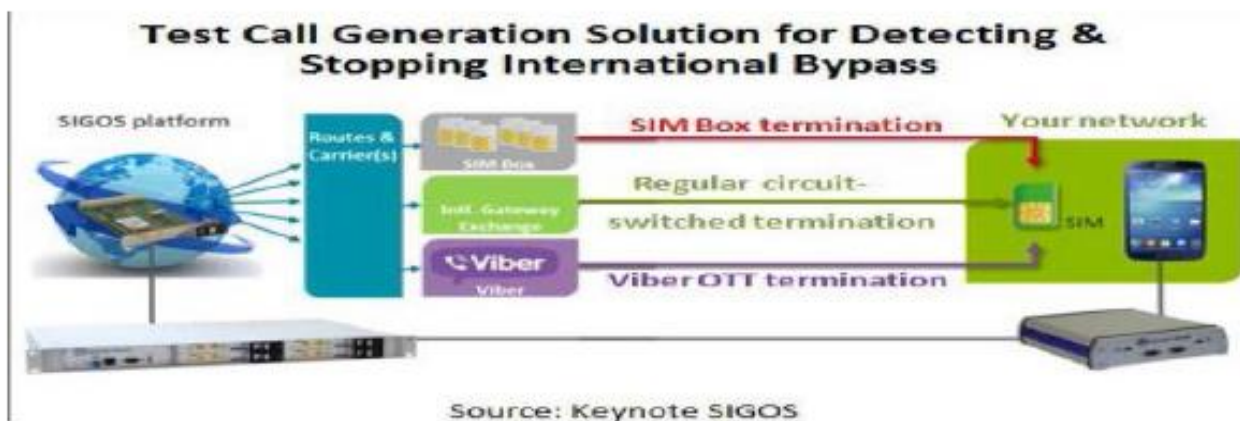 Test Call Generation Solution for Detecting &
Stopping International Bypass
SIGOS platform
Routes &
Carrier(s)
SIM Box
SIM Box termination
Your network
Intl. Gateway
Exchange
Regular circuit-
switched termination
SIM
Viber
Viber
Viber OTT termination
Source: Keynote SIGOS